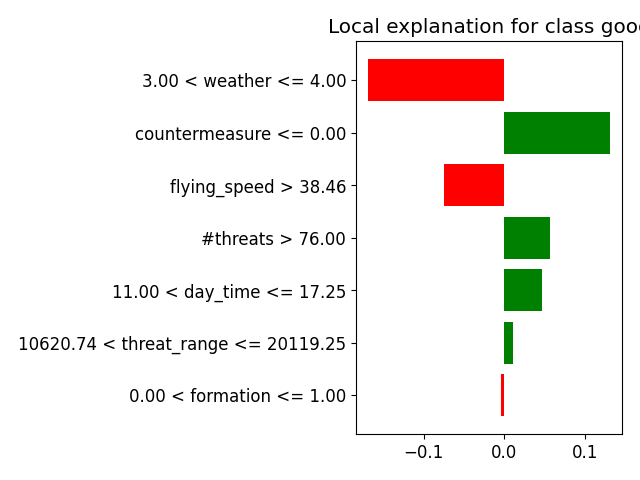 Local explanation for class goo
3.00 < weather <= 4.00
countermeasure <= 0.00
flying_speed > 38.46
#threats > 76.00
11.00 < day_time <= 17.25
10620.74 < threat_range <= 20119.25
0.00 < formation <= 1.00
−0.1 0.0 0.1